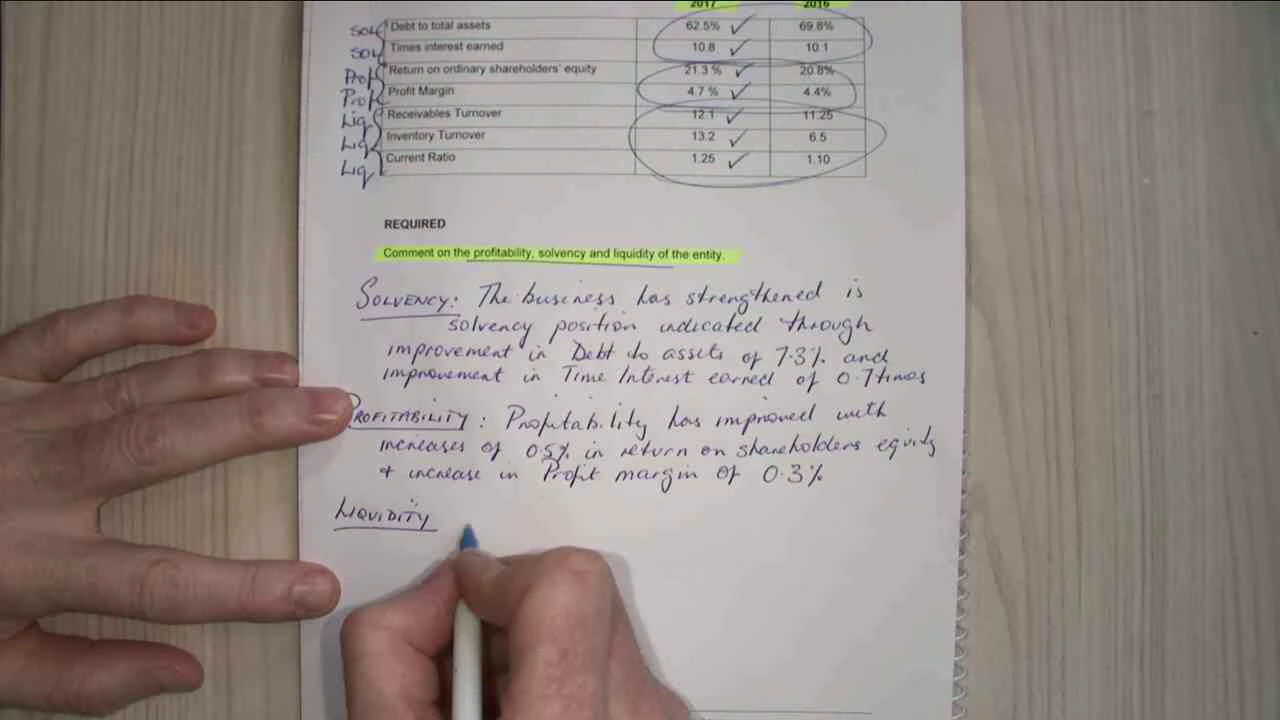 2017 2016
Sol Debt to total assets 62.5% ✓ 69.8%
Sol Times interest earned 10.8 ✓ 10.1
Prof Return on ordinary shareholders' equity 21.3 % ✓ 20.8%
Prof Profit Margin 4.7 % ✓ 4.4%
Liq Receivables Turnover 12.1 ✓ 11.25
Liq Inventory Turnover 13.2 ✓ 6.5
Liq Current Ratio 1.25 ✓ 1.10
REQUIRED
Comment on the profitability, solvency and liquidity of the entity.
SOLVENCY: The business has strengthened is
solvency position indicated through
improvement in Debt to assets of 7.3% and
improvement in Time Interest earned of 0.7 times
PROFITABILITY: Profitability has improved with
increases of 0.5% in return on shareholders equity
+ increase in Profit margin of 0.3%
LIQUIDITY